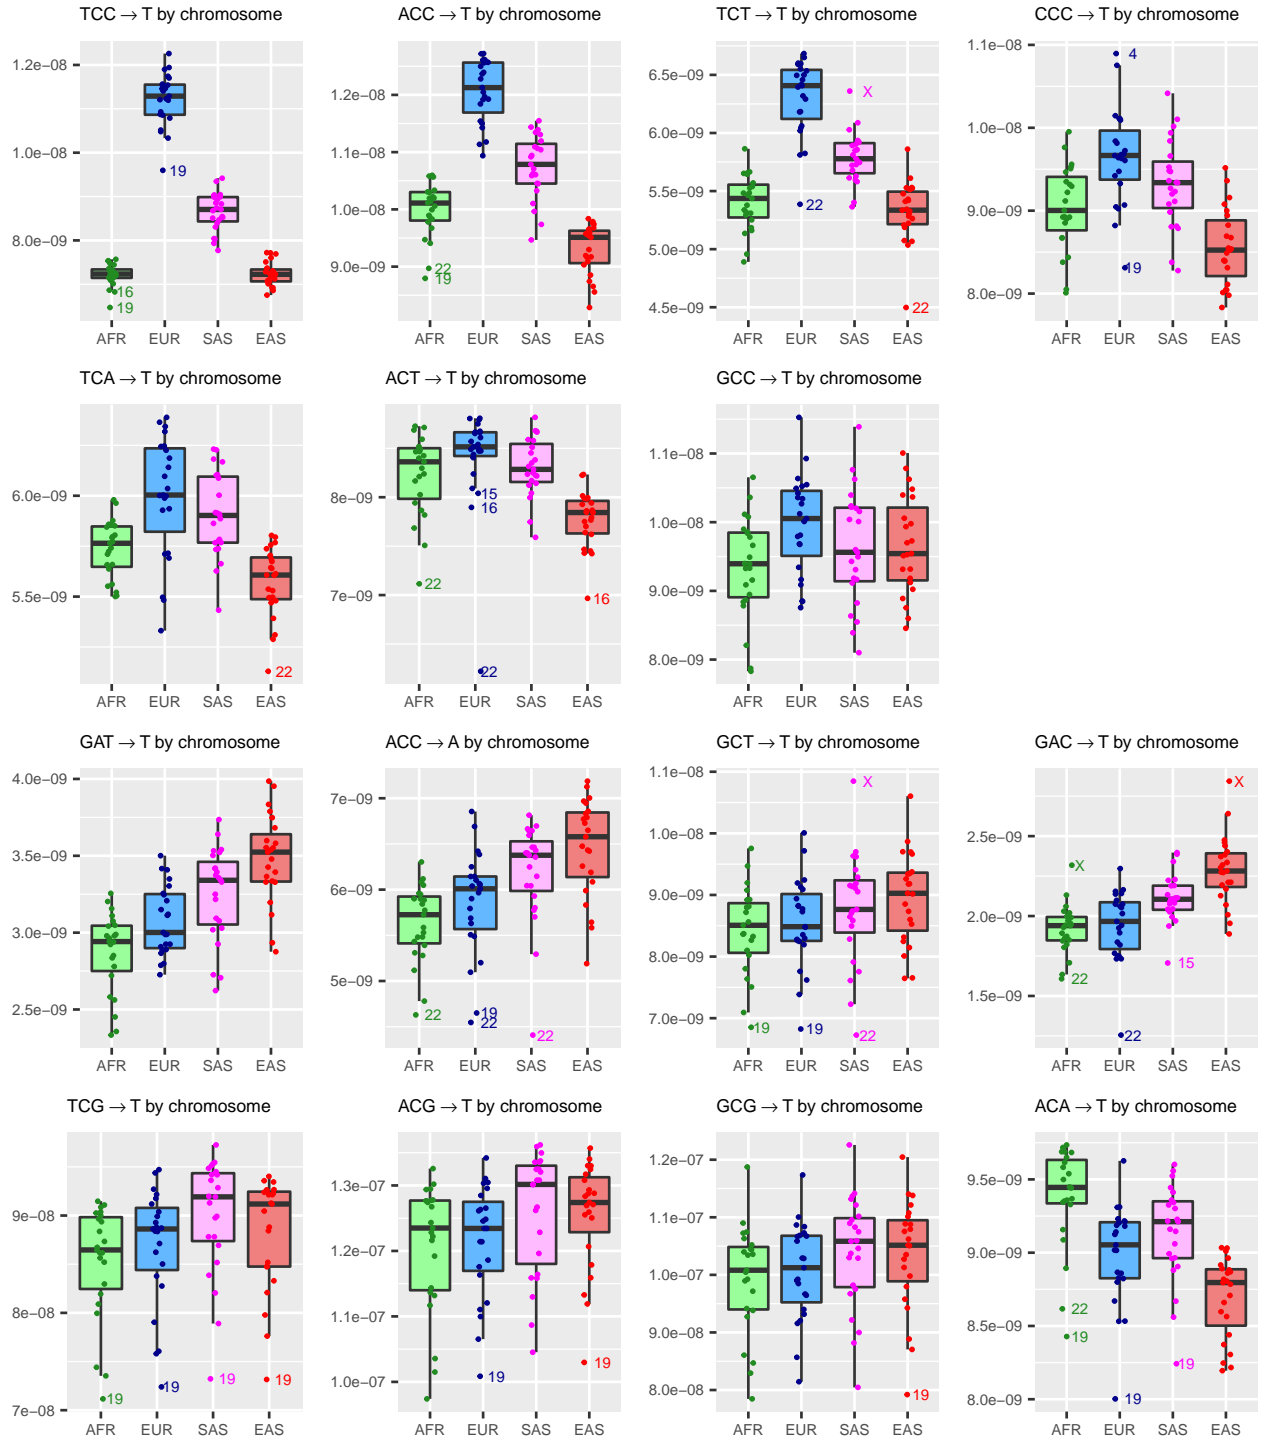 TCC → T by chromosome
1.2e−08
1.0e−08
8.0e−09
19
16
19
AFR EUR SAS EAS
ACC → T by chromosome
1.2e−08
1.1e−08
1.0e−08
9.0e−09
22
19
AFR EUR SAS EAS
TCT → T by chromosome
6.5e−09
6.0e−09
5.5e−09
5.0e−09
4.5e−09
X
22
22
AFR EUR SAS EAS
CCC → T by chromosome
1.1e−08
1.0e−08
9.0e−09
8.0e−09
4
19
AFR EUR SAS EAS
TCA → T by chromosome
6.0e−09
5.5e−09
22
AFR EUR SAS EAS
ACT → T by chromosome
8e−09
7e−09
15
16
22
16
22
AFR EUR SAS EAS
GCC → T by chromosome
1.1e−08
1.0e−08
9.0e−09
8.0e−09
AFR EUR SAS EAS
GAT → T by chromosome
4.0e−09
3.5e−09
3.0e−09
2.5e−09
AFR EUR SAS EAS
ACC → A by chromosome
7e−09
6e−09
5e−09
22
19
22
22
AFR EUR SAS EAS
GCT → T by chromosome
1.1e−08
1.0e−08
9.0e−09
8.0e−09
7.0e−09
X
19
19
22
AFR EUR SAS EAS
GAC → T by chromosome
2.5e−09
2.0e−09
1.5e−09
X
X
22
15
22
AFR EUR SAS EAS
TCG → T by chromosome
9e−08
8e−08
7e−08
19
19
19
19
AFR EUR SAS EAS
ACG → T by chromosome
1.3e−07
1.2e−07
1.1e−07
1.0e−07
19
19
AFR EUR SAS EAS
GCG → T by chromosome
1.2e−07
1.1e−07
1.0e−07
9.0e−08
8.0e−08
19
AFR EUR SAS EAS
ACA → T by chromosome
9.5e−09
9.0e−09
8.5e−09
8.0e−09
22
19
19
19
AFR EUR SAS EAS